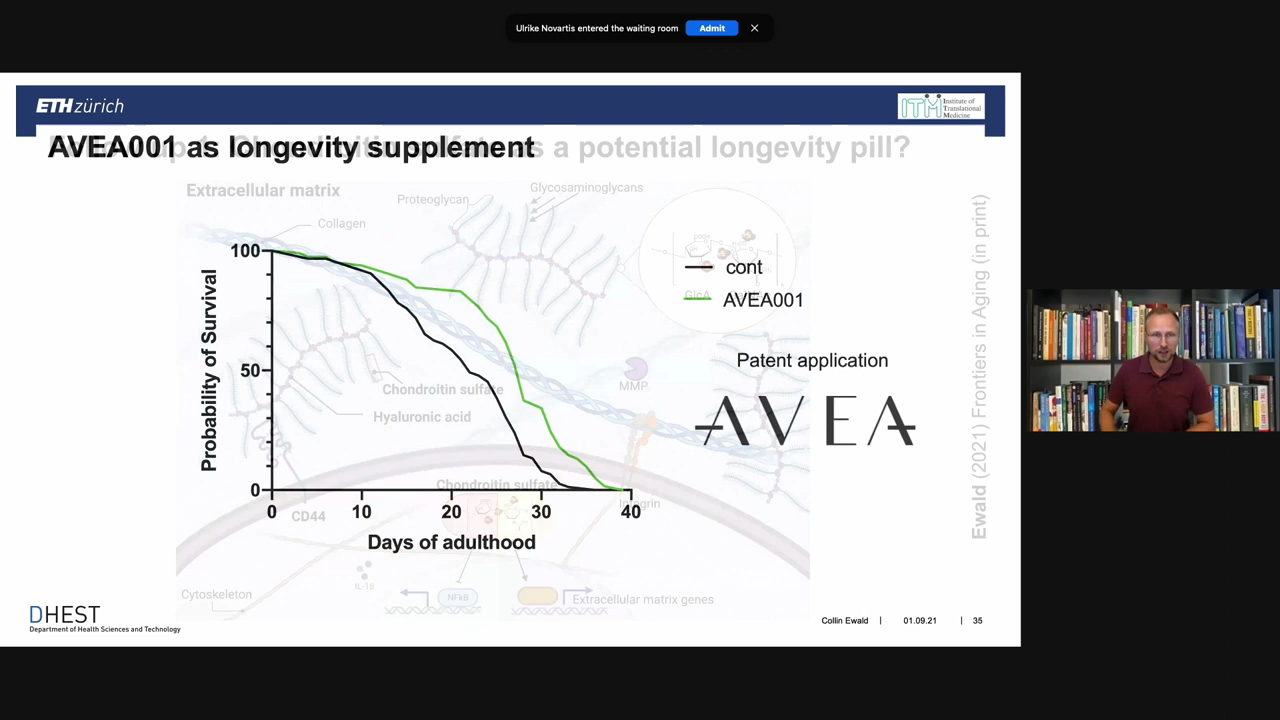 Ulrike Novartis entered the waiting room Admit
ETH zürich
ITM Institute of Translational Medicine
AVEA001 as longevity supplement
as a potential longevity pill?
Extracellular matrix
Glycosaminoglycans
Proteoglycan
Collagen
100
cont
AVEA001
Probability of Survival
50
Patent application
MMP
Chondroitin sulfate
Hyaluronic acid
AVEA
Ewald (2021) Frontiers in Aging (in print)
Chondroitin sulfate
0
Integrin
CD44
0 10 20 30 40
Days of adulthood
IL-1β
Cytoskeleton
NFkB
Extracellular matrix genes
DHEST
Department of Health Sciences and Technology
Collin Ewald | 01.09.21 | 35